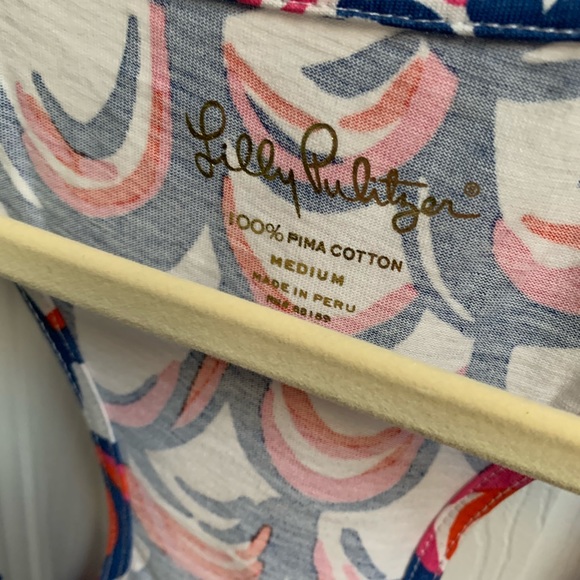 Lilly Pulitzer®
100% PIMA COTTON
MEDIUM
MADE IN PERU